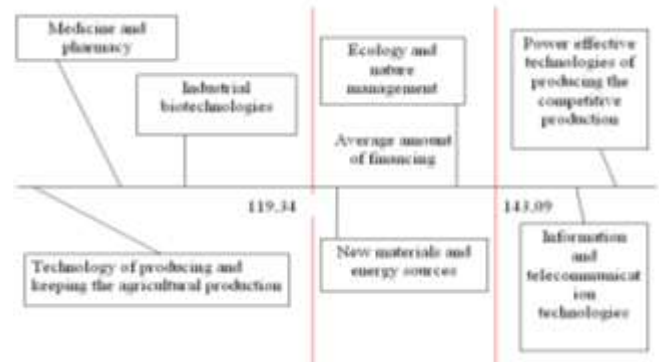 Medicine and
pharmacy
Industrial
biotechnologies
Ecology and
nature
management
Average amount
of financing
Power effective
technologies of
producing the
competitive
production
119.34
143.09
Technology of producing and
keeping the agricultural production
New materials and
energy sources
Information
and
telecommunicat
ion
technologies